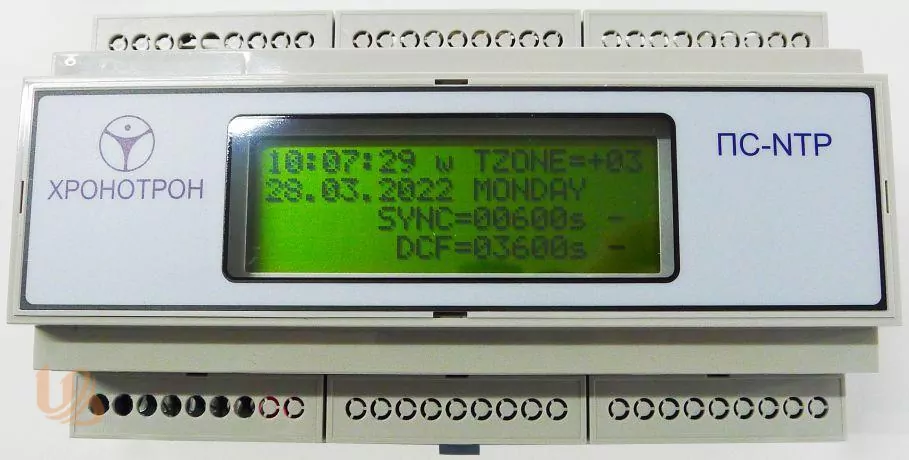 ХРОНОТРОН
10:07:29 w TZONE=+03
28.03.2022 MONDAY
SYNC=00600s -
DCF=03600s -
ПС-NTP